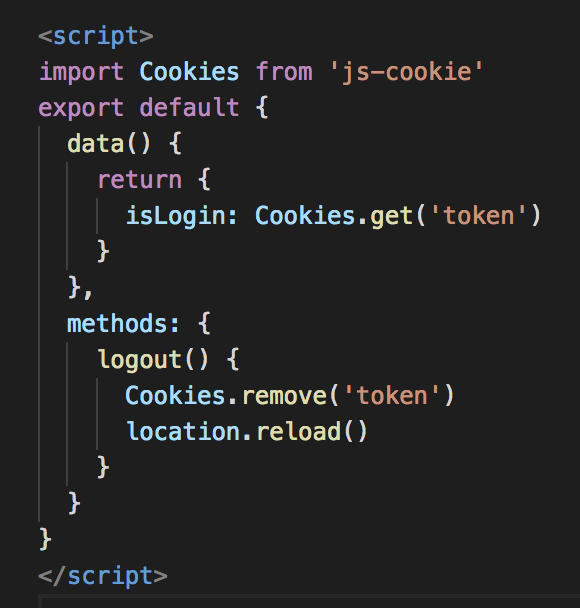 <script>
import Cookies from 'js-cookie'
export default {
  data() {
    return {
      isLogin: Cookies.get('token')
    }
  },
  methods: {
    logout() {
      Cookies.remove('token')
      location.reload()
    }
  }
}
</script>